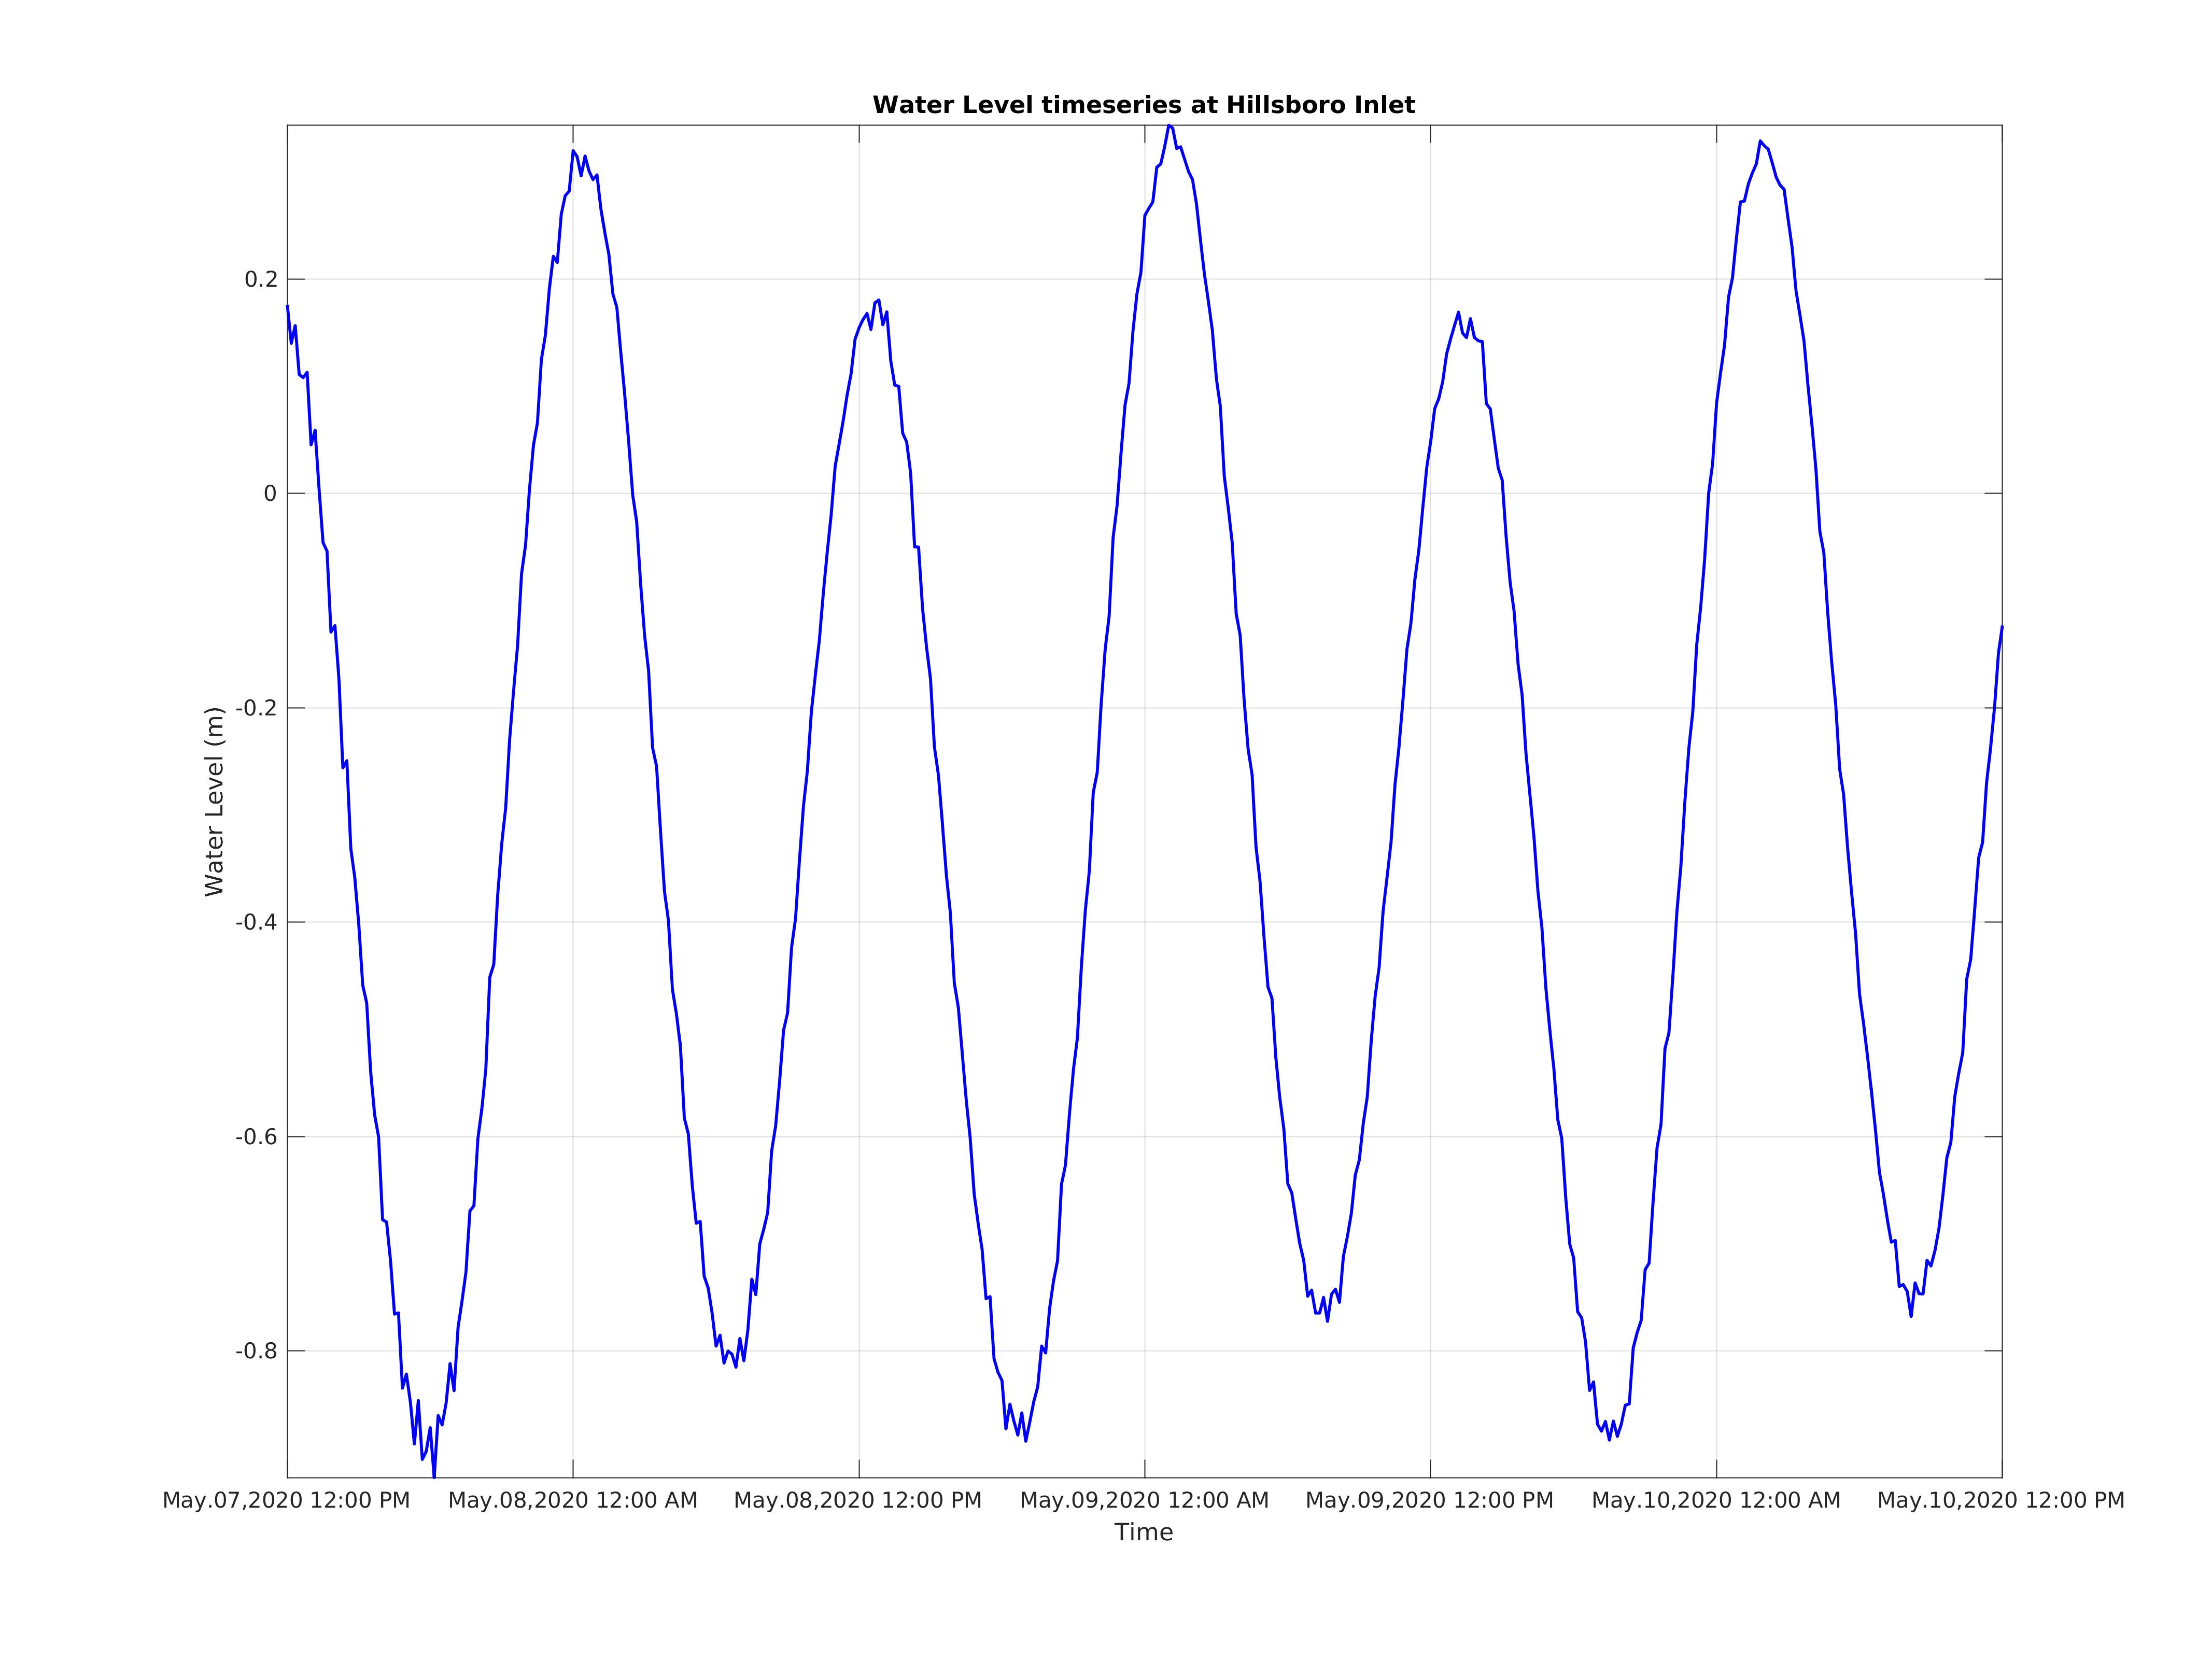 Water Level timeseries at Hillsboro Inlet
0.2
0
-0.2
-0.4
-0.6
-0.8
Water Level (m)
May.07,2020 12:00 PM
May.08,2020 12:00 AM
May.08,2020 12:00 PM
May.09,2020 12:00 AM
May.09,2020 12:00 PM
May.10,2020 12:00 AM
May.10,2020 12:00 PM
Time